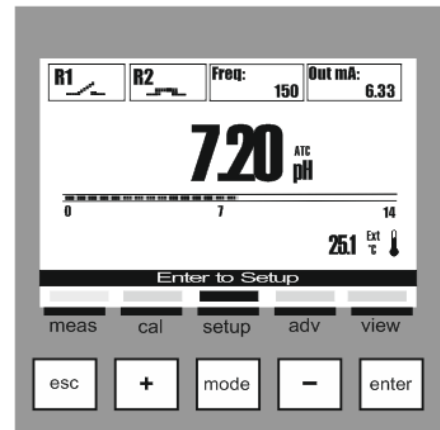 R1 R2 Freq: 150 Out mA: 6.33
7.20 ATC pH
0 7 14
25.1 Ext °C
Enter to Setup
meas cal setup adv view
esc + mode - enter